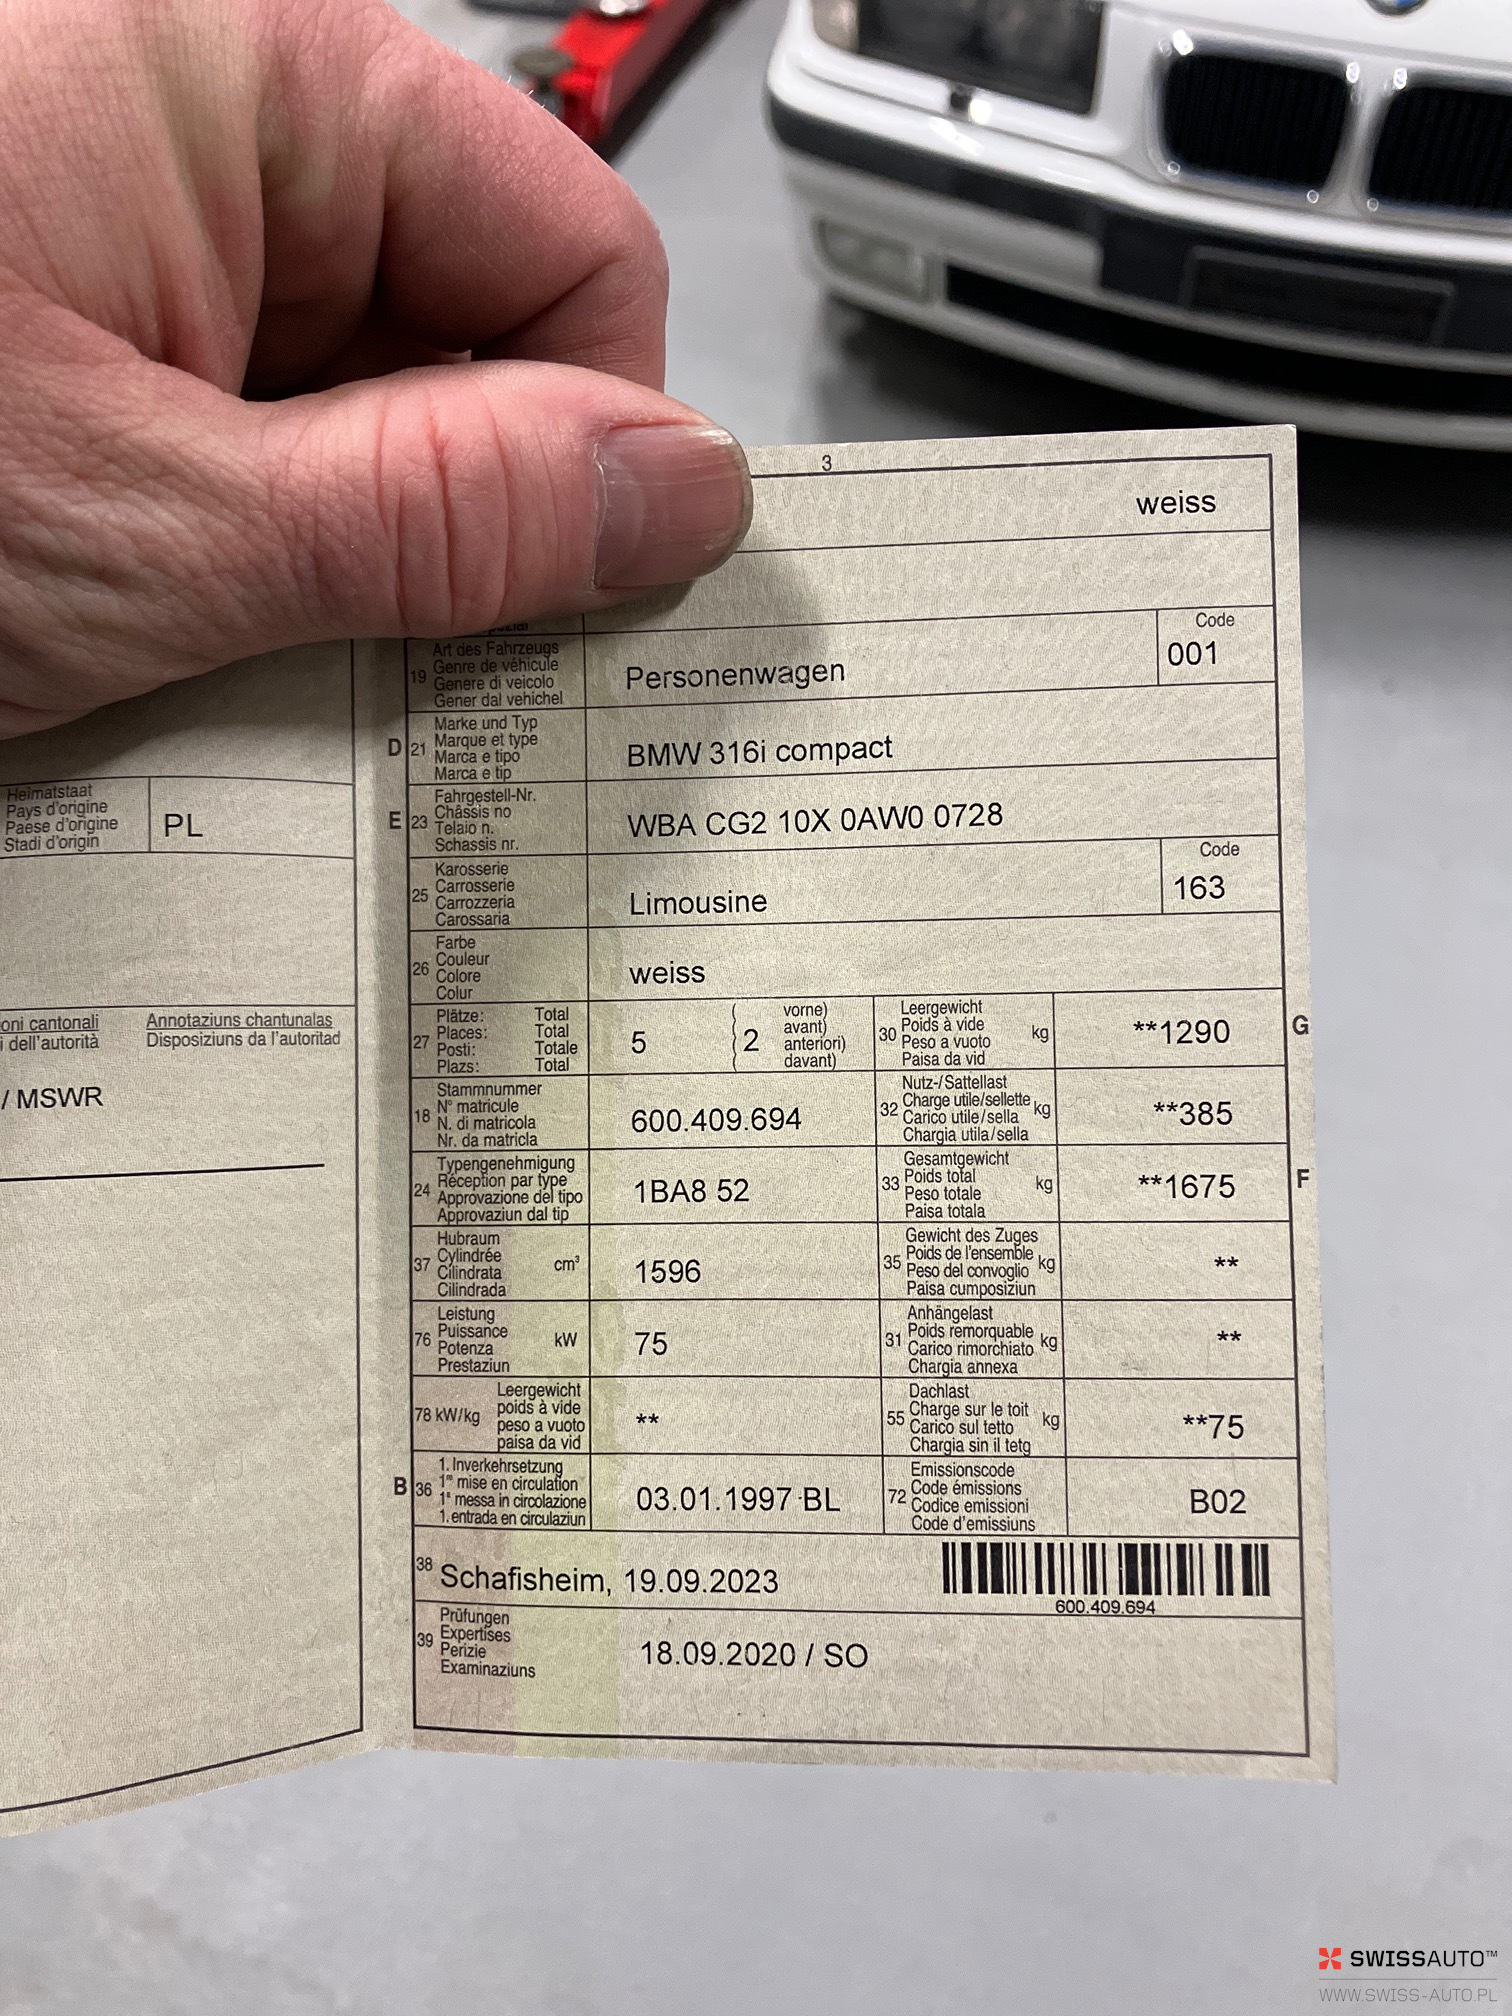 3
weiss
Code
19 Art des Fahrzeugs
Genre de véhicule
Genere di veicolo
Gener dal vehichel
Personenwagen
001
D 21 Marke und Typ
Marque et type
Marca e tipo
Marca e tip
BMW 316i compact
E 23 Fahrgestell-Nr.
Châssis no
Telaio n.
Schassis nr.
WBA CG2 10X 0AW0 0728
25 Karosserie
Carrosserie
Carrozzeria
Carossaria
Limousine
Code
163
26 Farbe
Couleur
Colore
Colur
weiss
27 Plätze: Total
Places: Total
Posti: Totale
Plazs: Total
5 ( 2 vorne)
avant)
anteriori)
davant)
30 Leergewicht
Poids à vide
Peso a vuoto
Paisa da vid
kg
**1290
G
18 Stammnummer
N° matricule
N. di matricola
Nr. da matricla
600.409.694
32 Nutz-/Sattellast
Charge utile/sellette
Carico utile/sella
Chargia utila/sella
kg
**385
24 Typengenehmigung
Réception par type
Approvazione del tipo
Approvaziun dal tip
1BA8 52
33 Gesamtgewicht
Poids total
Peso totale
Paisa totala
kg
**1675
F
37 Hubraum
Cylindrée
Cilindrata
Cilindrada
cm³
1596
35 Gewicht des Zuges
Poids de l'ensemble
Peso del convoglio
Paisa cumposiziun
kg
**
76 Leistung
Puissance
Potenza
Prestaziun
kW
75
31 Anhängelast
Poids remorquable
Carico rimorchiato
Chargia annexa
kg
**
78 kW/kg
Leergewicht
poids à vide
peso a vuoto
paisa da vid
**
55 Dachlast
Charge sur le toit
Carico sul tetto
Chargia sin il tetg
kg
**75
B 36 1. Inverkehrsetzung
1re mise en circulation
1a messa in circolazione
1. entrada en circulaziun
03.01.1997 BL
72 Emissionscode
Code émissions
Codice emissioni
Code d'emissiuns
B02
38 Schafisheim, 19.09.2023
600.409.694
39 Prüfungen
Expertises
Perizie
Examinaziuns
18.09.2020 / SO
Heimatstaat
Pays d'origine
Paese d'origine
Stadi d'origin
PL
oni cantonali
i dell'autorità
Annotaziuns chantunalas
Disposiziuns da l'autoritad
/ MSWR
SWISSAUTO™
WWW.SWISS-AUTO.PL